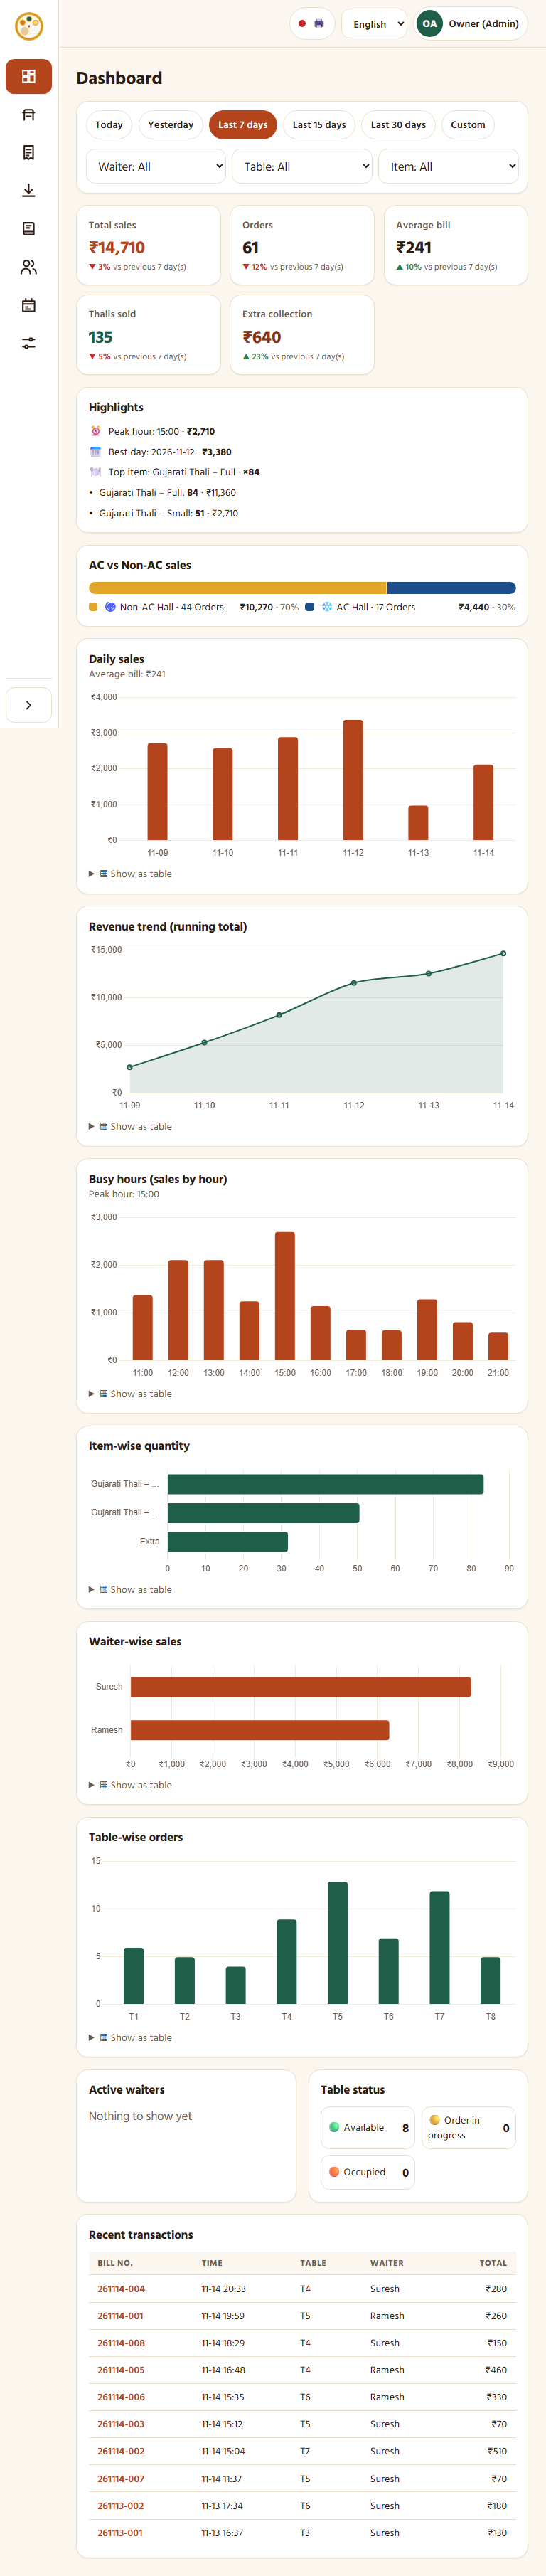 English
OA
Owner (Admin)
Dashboard
Today
Yesterday
Last 7 days
Last 15 days
Last 30 days
Custom
Waiter: All
Table: All
Item: All
Total sales
₹14,710
▼ 3% vs previous 7 day(s)
Orders
61
▼ 12% vs previous 7 day(s)
Average bill
₹241
▲ 10% vs previous 7 day(s)
Thalis sold
135
▼ 5% vs previous 7 day(s)
Extra collection
₹640
▲ 23% vs previous 7 day(s)
Highlights
Peak hour: 15:00 · ₹2,710
Best day: 2026-11-12 · ₹3,380
Top item: Gujarati Thali – Full · ×84
• Gujarati Thali – Full: 84 · ₹11,360
• Gujarati Thali – Small: 51 · ₹2,710
AC vs Non-AC sales
Non-AC Hall · 44 Orders ₹10,270 · 70%
AC Hall · 17 Orders ₹4,440 · 30%
Daily sales
Average bill: ₹241
₹4,000
₹3,000
₹2,000
₹1,000
₹0
11-09 11-10 11-11 11-12 11-13 11-14
Show as table
Revenue trend (running total)
₹15,000
₹10,000
₹5,000
₹0
11-09 11-10 11-11 11-12 11-13 11-14
Show as table
Busy hours (sales by hour)
Peak hour: 15:00
₹3,000
₹2,000
₹1,000
₹0
11:00 12:00 13:00 14:00 15:00 16:00 17:00 18:00 19:00 20:00 21:00
Show as table
Item-wise quantity
Gujarati Thali – ...
Gujarati Thali – ...
Extra
0 10 20 30 40 50 60 70 80 90
Show as table
Waiter-wise sales
Suresh
Ramesh
₹0 ₹1,000 ₹2,000 ₹3,000 ₹4,000 ₹5,000 ₹6,000 ₹7,000 ₹8,000 ₹9,000
Show as table
Table-wise orders
15
10
5
0
T1 T2 T3 T4 T5 T6 T7 T8
Show as table
Active waiters
Nothing to show yet
Table status
Available 8
Order in progress 0
Occupied 0
Recent transactions
BILL NO. TIME TABLE WAITER TOTAL
261114-004 11-14 20:33 T4 Suresh ₹280
261114-001 11-14 19:59 T5 Ramesh ₹260
261114-008 11-14 18:29 T4 Suresh ₹150
261114-005 11-14 16:48 T4 Ramesh ₹460
261114-006 11-14 15:35 T6 Ramesh ₹330
261114-003 11-14 15:12 T5 Suresh ₹70
261114-002 11-14 15:04 T7 Suresh ₹510
261114-007 11-14 11:37 T5 Suresh ₹70
261113-002 11-13 17:34 T6 Suresh ₹180
261113-001 11-13 16:37 T3 Suresh ₹130